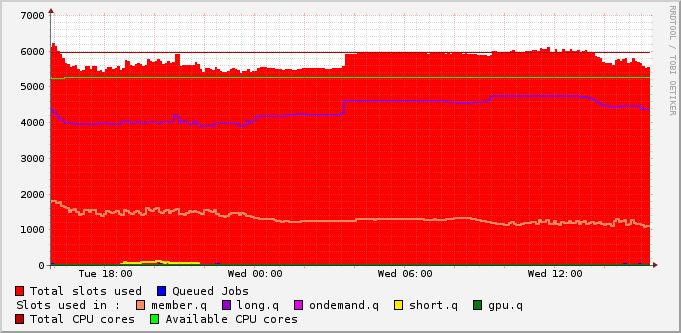 7000
6000
5000
4000
3000
2000
1000
0
Tue 18:00 Wed 00:00 Wed 06:00 Wed 12:00
Total slots used Queued Jobs
Slots used in : member.q long.q ondemand.q short.q gpu.q
Total CPU cores Available CPU cores
RRDTOOL / TOBI OETIKER